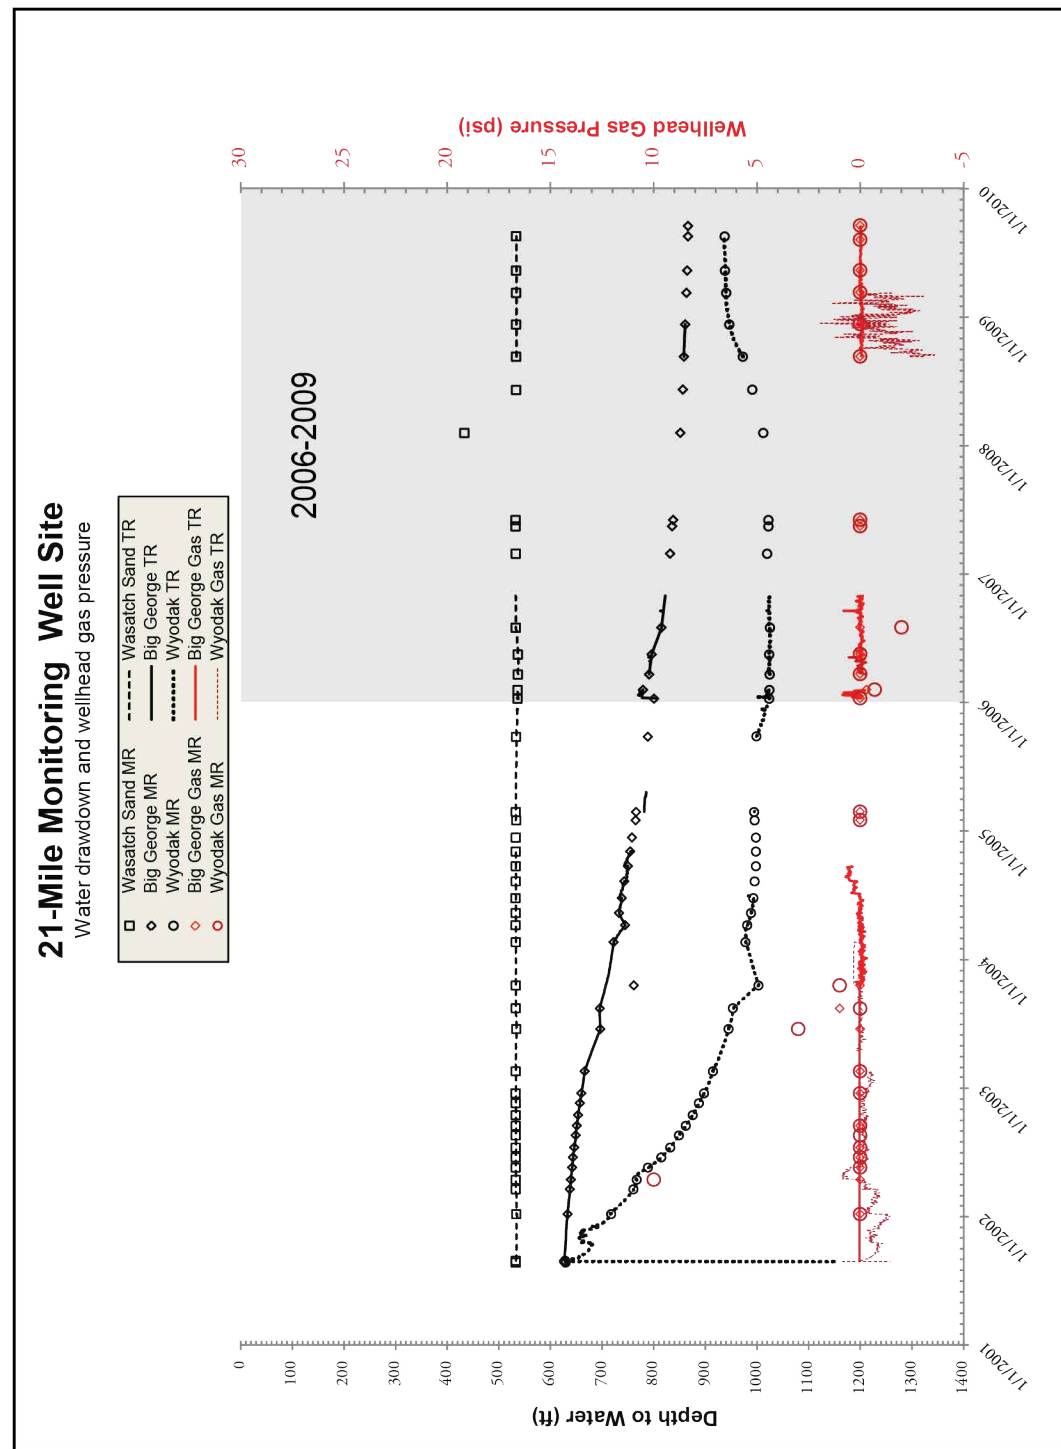 21-Mile Monitoring Well Site
Water drawdown and wellhead gas pressure
Wasatch Sand MR
Wasatch Sand TR
Big George MR
Big George TR
Wyodak MR
Wyodak TR
Big George Gas MR
Big George Gas TR
Wyodak Gas MR
Wyodak Gas TR
2006-2009
Depth to Water (ft)
0
100
200
300
400
500
600
700
800
900
1000
1100
1200
1300
1400
Wellhead Gas Pressure (psi)
30
25
20
15
10
5
0
-5
1/1/2001
1/1/2002
1/1/2003
1/1/2004
1/1/2005
1/1/2006
1/1/2007
1/1/2008
1/1/2009
1/1/2010